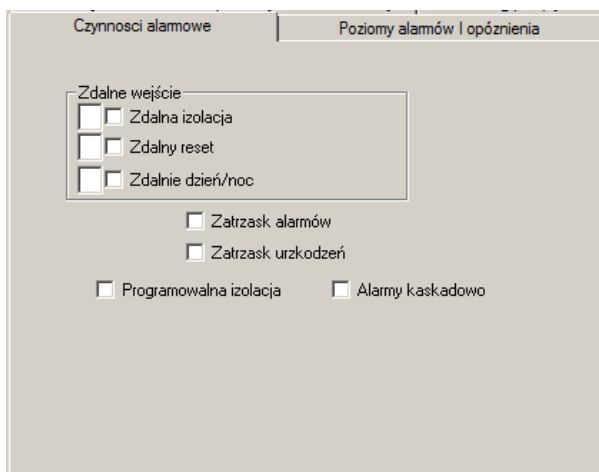 Czynnosci alarmowe
Poziomy alarmów I opóznienia
Zdalne wejście
Zdalna izolacja
Zdalny reset
Zdalnie dzień/noc
Zatrzask alarmów
Zatrzask urzkodzeń
Programowalna izolacja
Alarmy kaskadowo